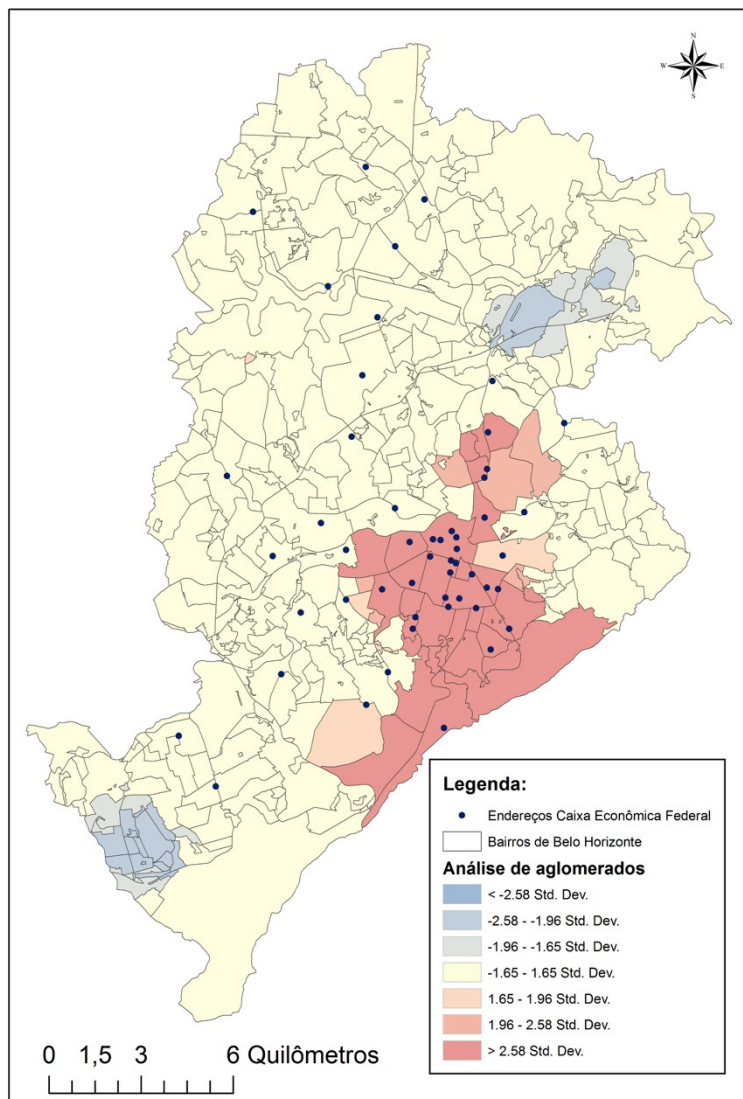 N
W E
S
Legenda:
Endereços Caixa Econômica Federal
Bairros de Belo Horizonte
Análise de aglomerados
< -2.58 Std. Dev.
-2.58 - -1.96 Std. Dev.
-1.96 - -1.65 Std. Dev.
-1.65 - 1.65 Std. Dev.
1.65 - 1.96 Std. Dev.
1.96 - 2.58 Std. Dev.
> 2.58 Std. Dev.
0 1,5 3 6 Quilômetros